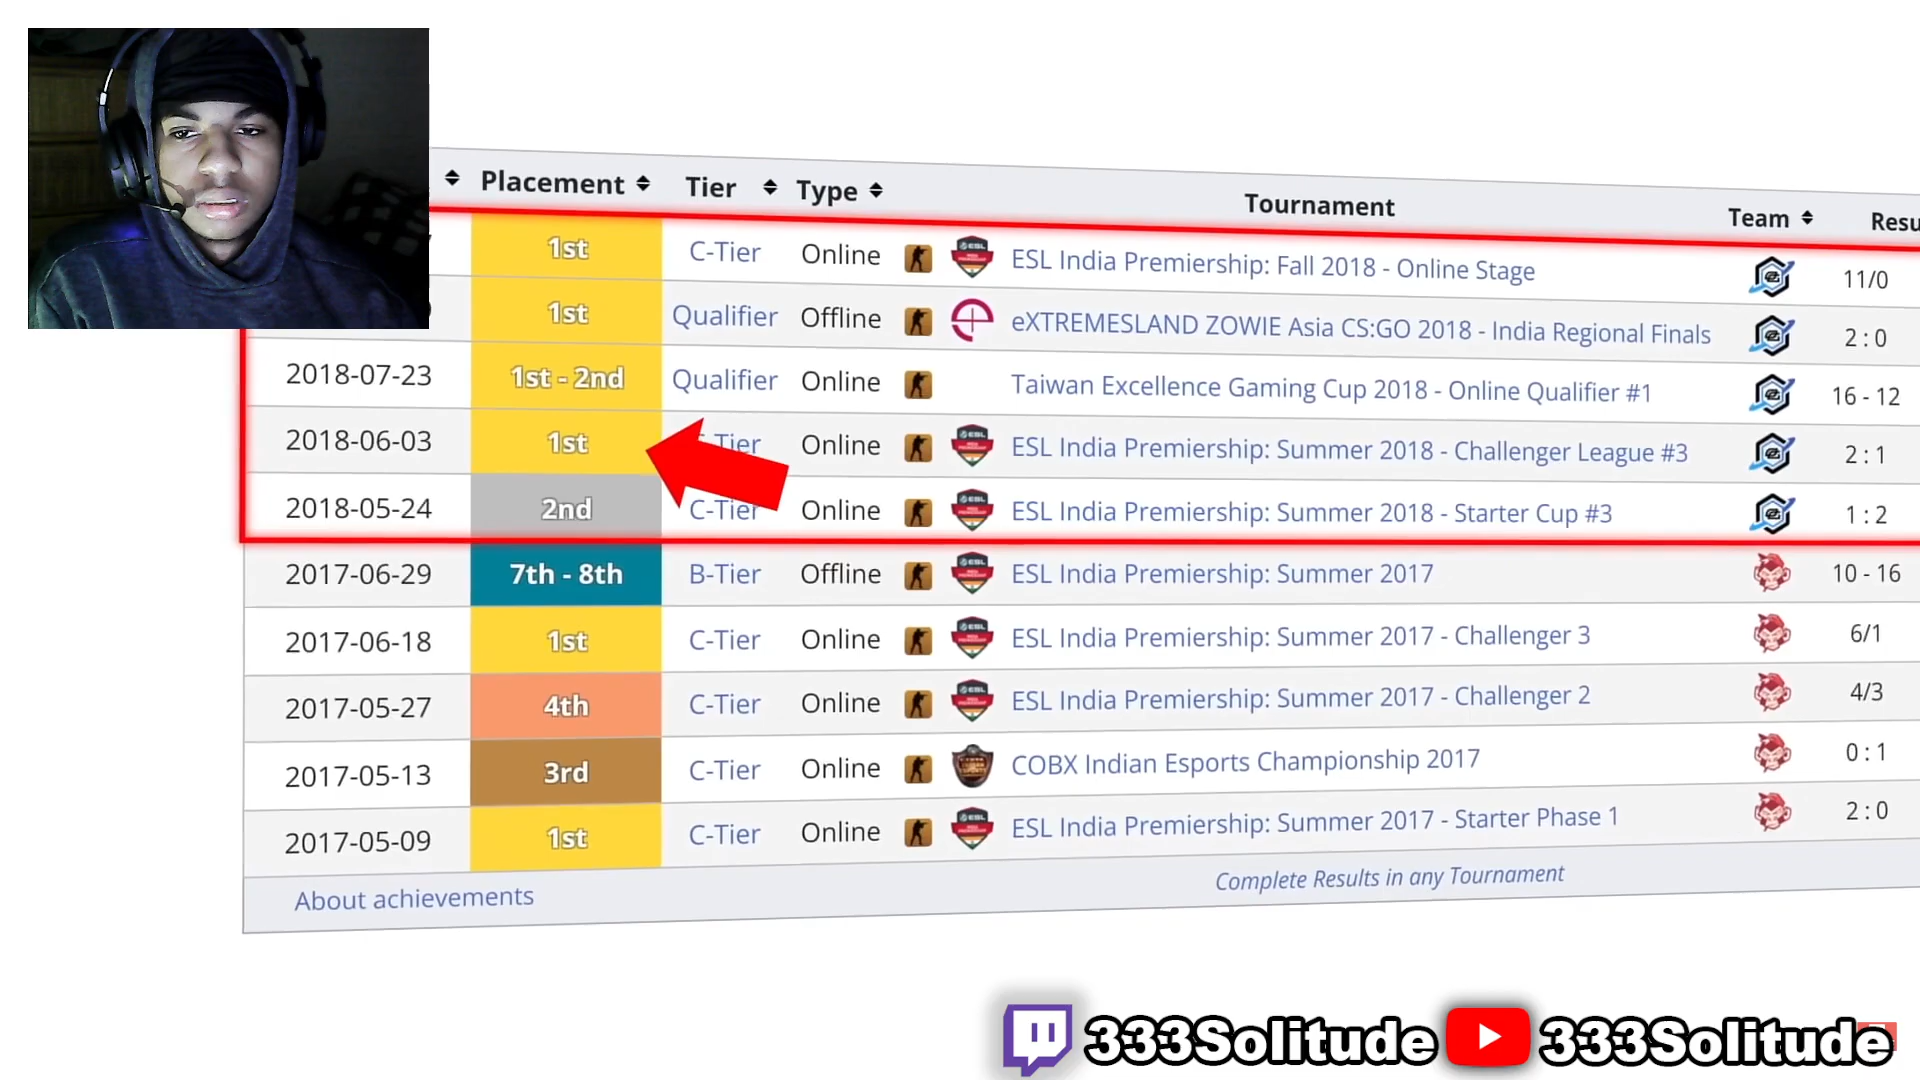 Placement Tier Type Tournament Team Resu
1st C-Tier Online ESL India Premiership: Fall 2018 - Online Stage 11/0
1st Qualifier Offline eXTREMESLAND ZOWIE Asia CS:GO 2018 - India Regional Finals 2 : 0
2018-07-23 1st - 2nd Qualifier Online Taiwan Excellence Gaming Cup 2018 - Online Qualifier #1 16 - 12
2018-06-03 1st Tier Online ESL India Premiership: Summer 2018 - Challenger League #3 2 : 1
2018-05-24 2nd C-Tier Online ESL India Premiership: Summer 2018 - Starter Cup #3 1 : 2
2017-06-29 7th - 8th B-Tier Offline ESL India Premiership: Summer 2017 10 - 16
2017-06-18 1st C-Tier Online ESL India Premiership: Summer 2017 - Challenger 3 6/1
2017-05-27 4th C-Tier Online ESL India Premiership: Summer 2017 - Challenger 2 4/3
2017-05-13 3rd C-Tier Online COBX Indian Esports Championship 2017 0 : 1
2017-05-09 1st C-Tier Online ESL India Premiership: Summer 2017 - Starter Phase 1 2 : 0
About achievements Complete Results in any Tournament
333Solitude 333Solitude